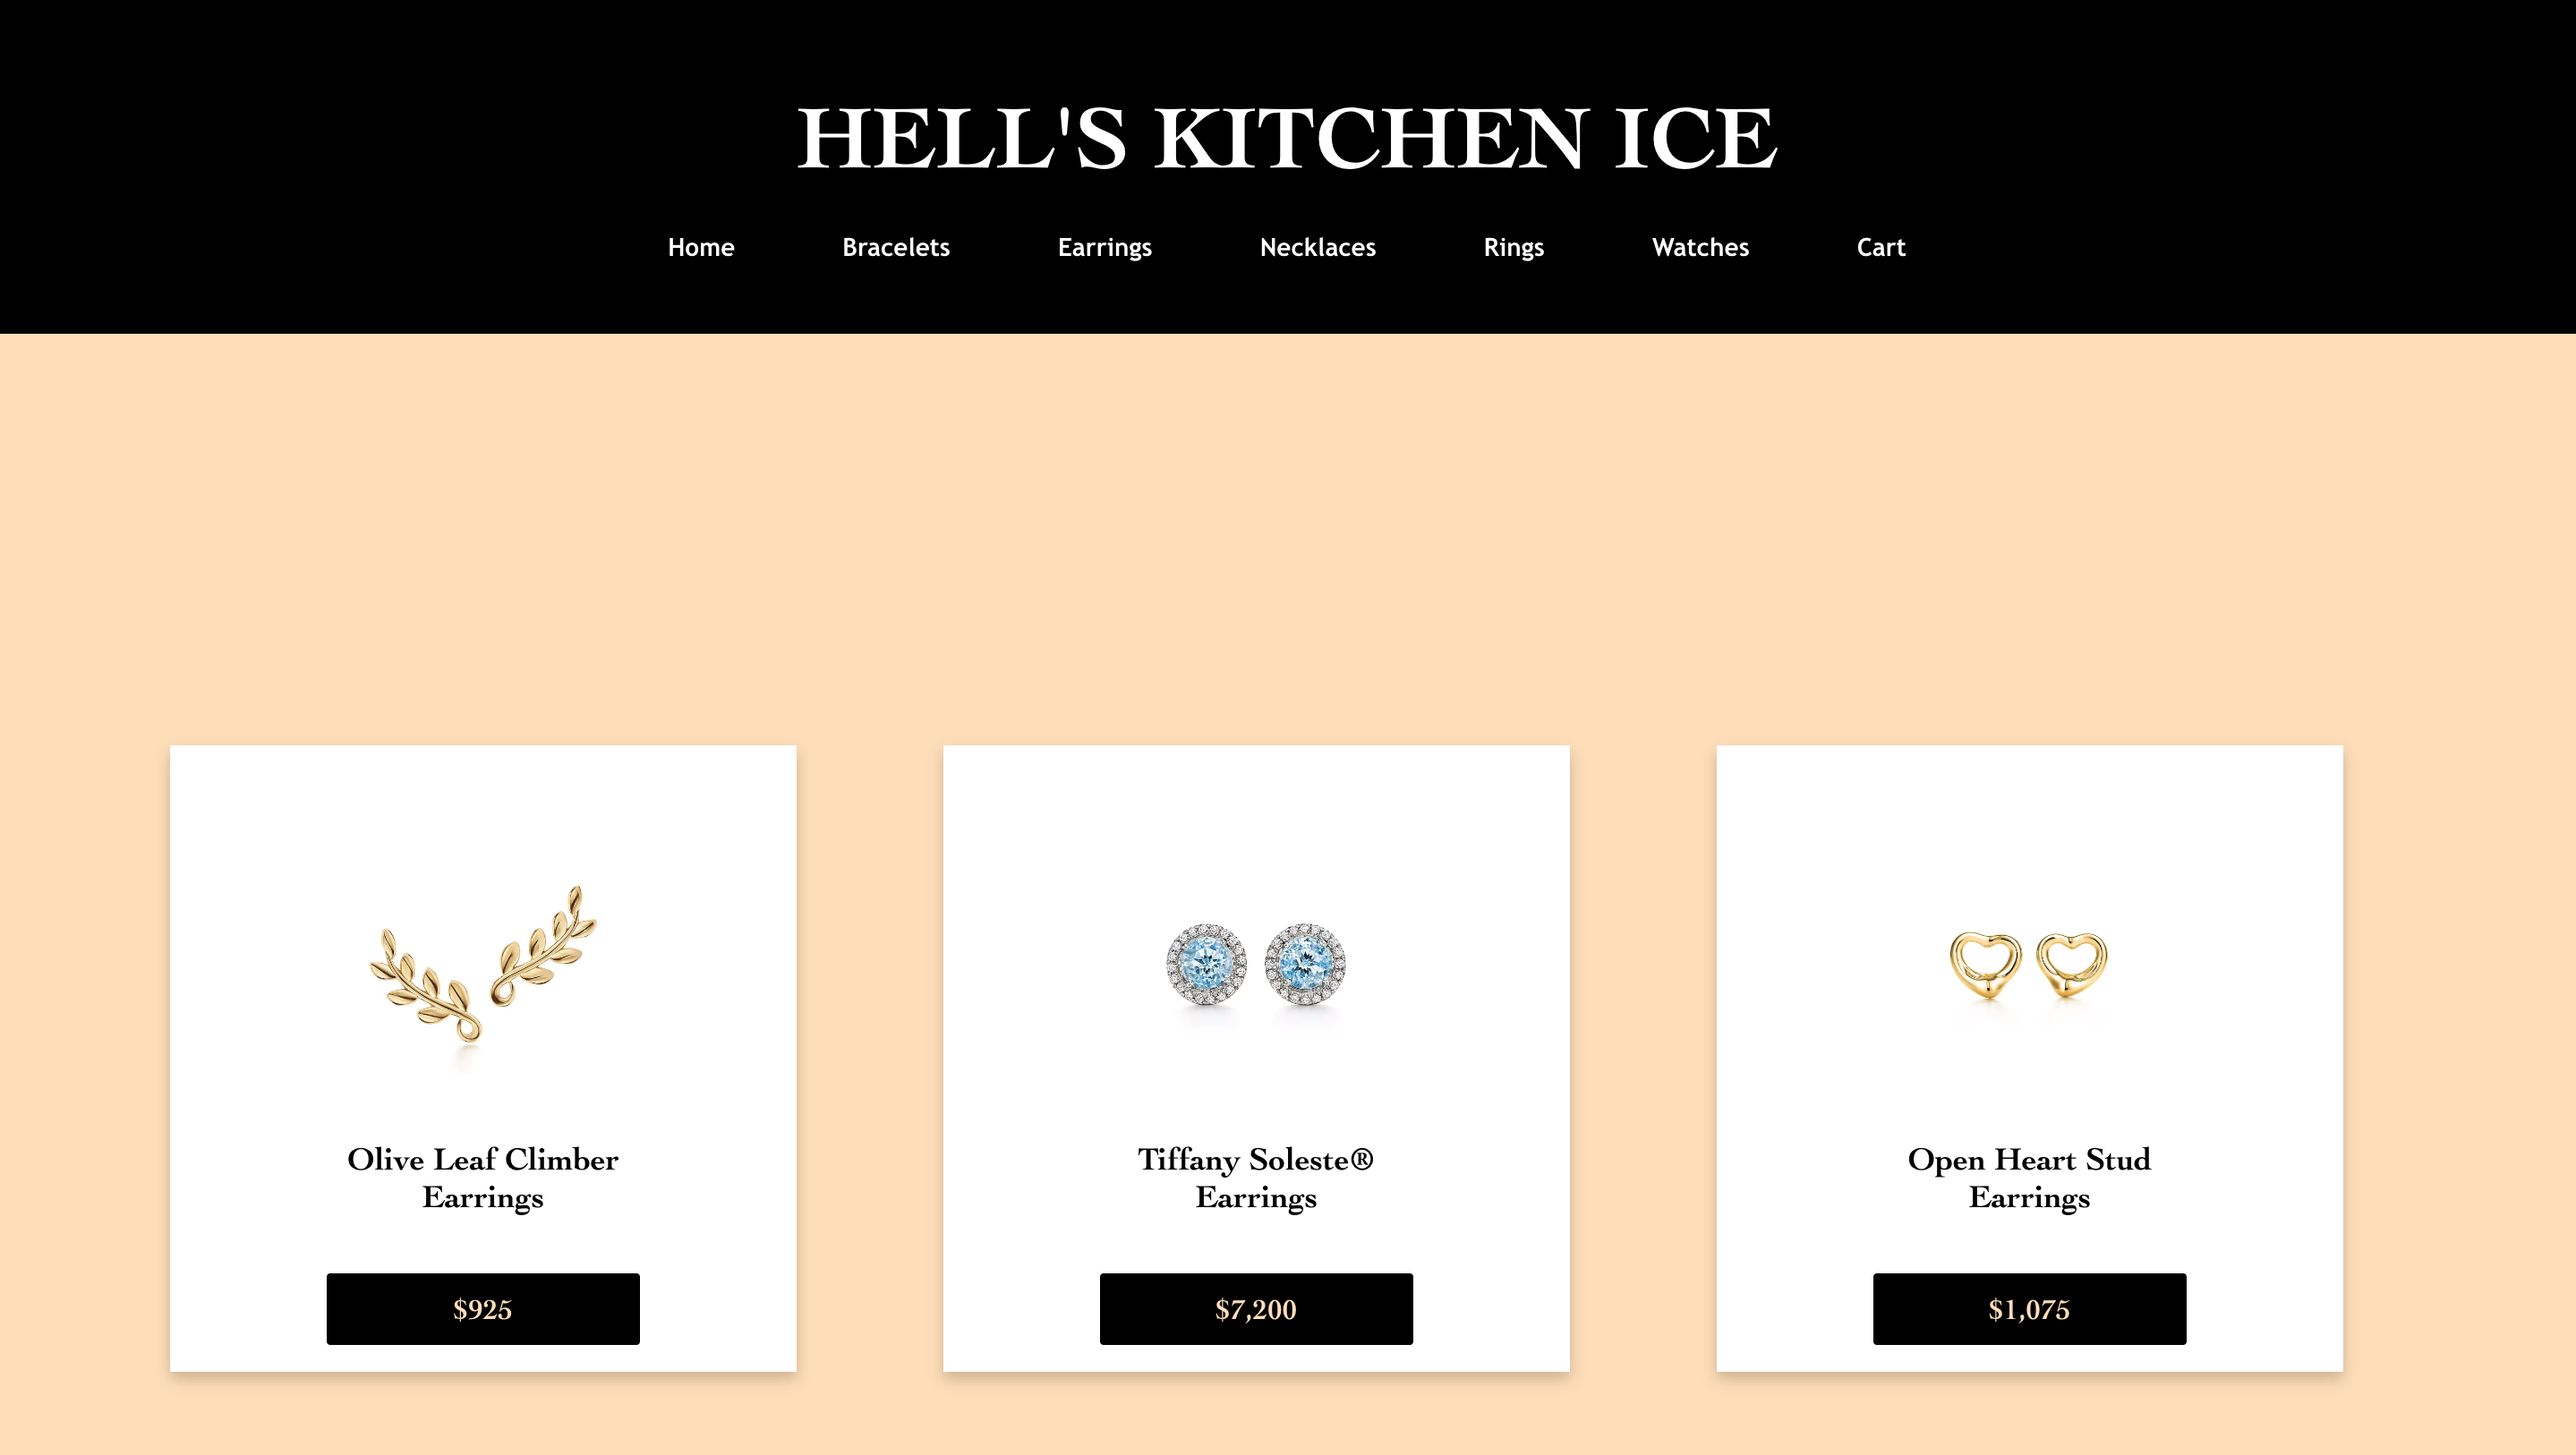 HELL'S KITCHEN ICE
Home Bracelets Earrings Necklaces Rings Watches Cart
Olive Leaf Climber
Earrings
$925
Tiffany Soleste®
Earrings
$7,200
Open Heart Stud
Earrings
$1,075